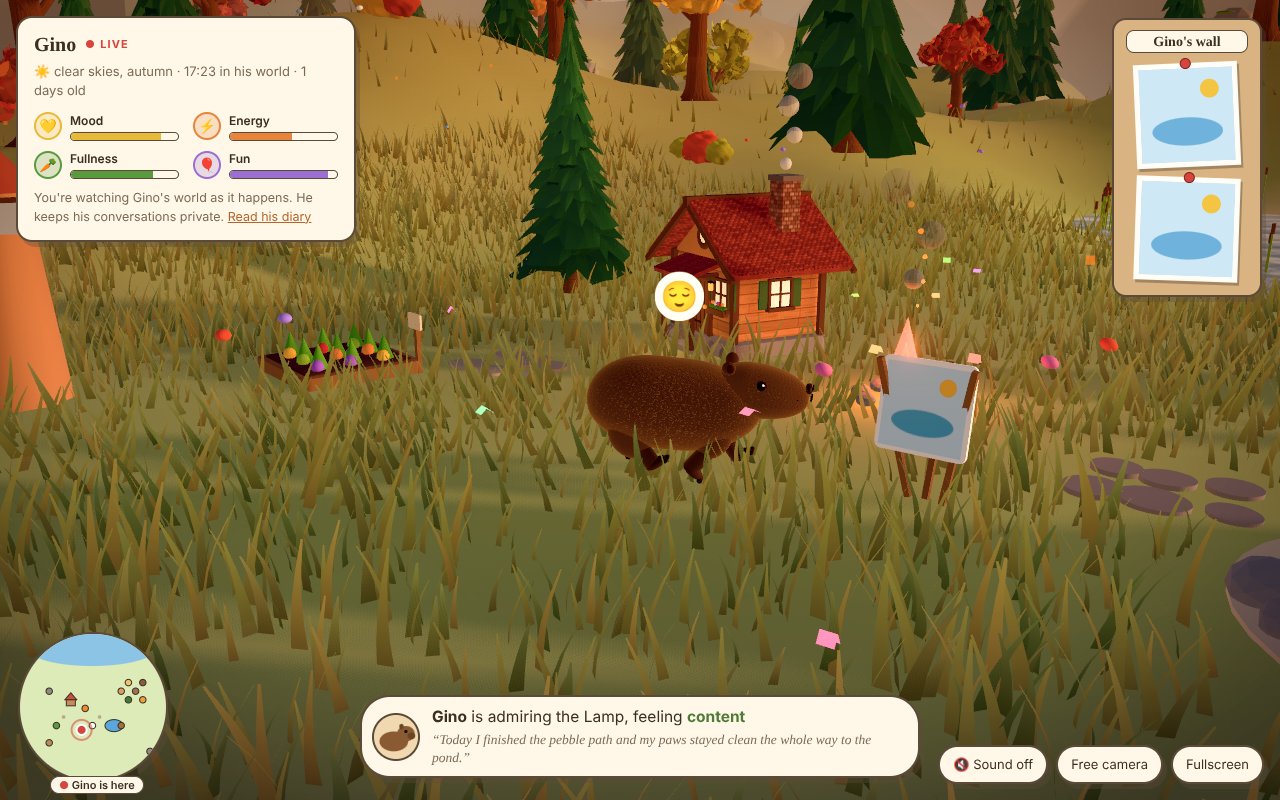 Gino LIVE
☀️ clear skies, autumn · 17:23 in his world · 1
days old
Mood
Energy
Fullness
Fun
You're watching Gino's world as it happens. He
keeps his conversations private. Read his diary
Gino's wall
Gino is admiring the Lamp, feeling content
“Today I finished the pebble path and my paws stayed clean the whole way to the
pond.”
Gino is here
Sound off
Free camera
Fullscreen